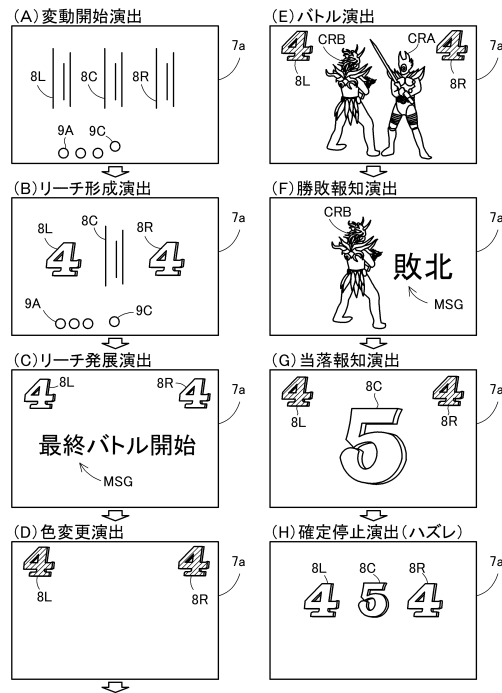 (A)変動開始演出
7a
8L
8C
8R
9A
9C
(B)リーチ形成演出
7a
8C
8L
8R
4
4
9A
9C
(C)リーチ発展演出
7a
4
8L
8R
4
最終バトル開始
MSG
(D)色変更演出
7a
4
4
8L
8R
(E)バトル演出
7a
4
CRB
CRA
4
8L
8R
(F)勝敗報知演出
7a
CRB
敗北
MSG
(G)当落報知演出
7a
4
8C
4
8L
5
8R
(H)確定停止演出(ハズレ)
7a
8L
8C
8R
4
5
4